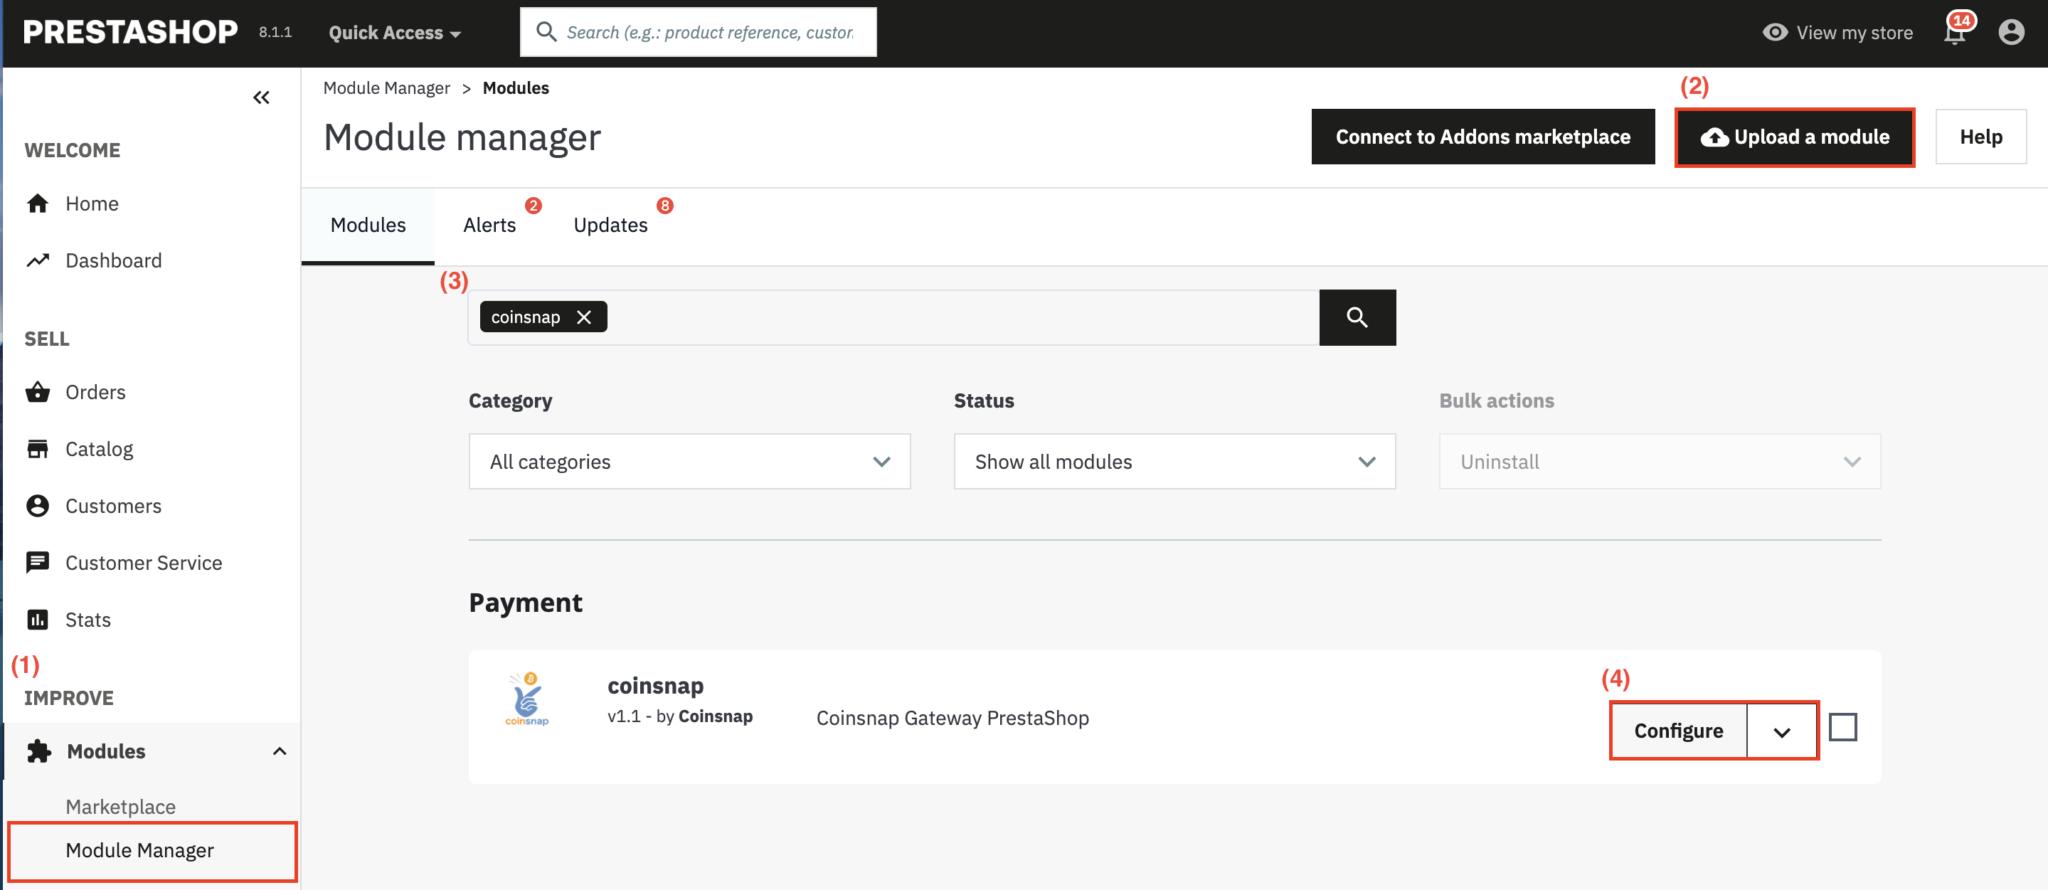 PRESTASHOP 8.1.1 Quick Access Search (e.g.: product reference, custor View my store 14
Module Manager > Modules
(2)
Module manager
Connect to Addons marketplace Upload a module Help
WELCOME
Home
Dashboard
SELL
Orders
Catalog
Customers
Customer Service
Stats
(1)
IMPROVE
Modules
Marketplace
Module Manager
Modules Alerts 2 Updates 8
(3)
coinsnap
Category Status Bulk actions
All categories Show all modules Uninstall
Payment
coinsnap
coinsnap
v1.1 - by Coinsnap Coinsnap Gateway PrestaShop
(4)
Configure